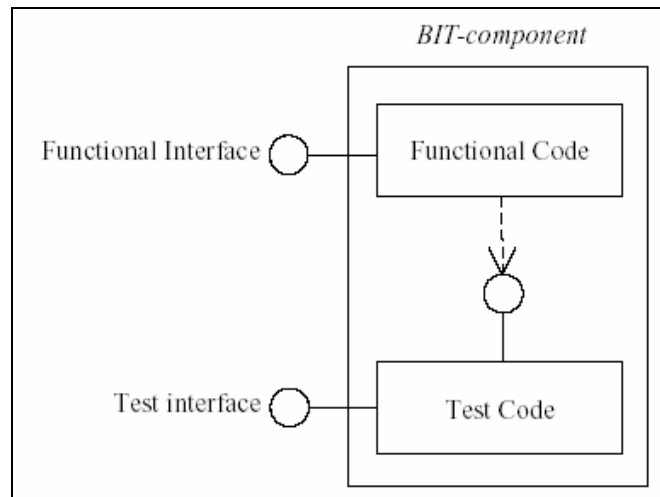 BIT-component
Functional Interface
Functional Code
Test interface
Test Code